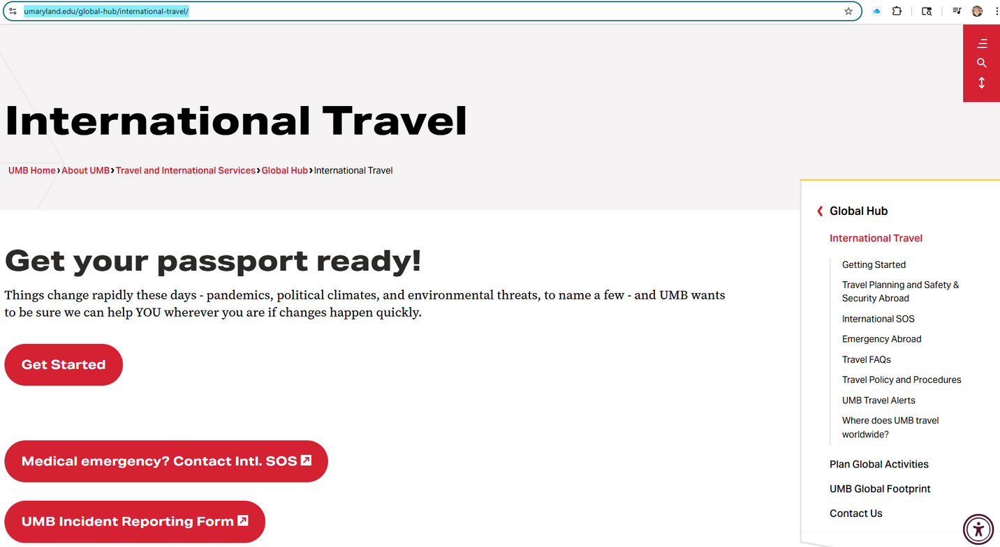 umaryland.edu/global-hub/international-travel/
International Travel
UMB Home › About UMB › Travel and International Services › Global Hub › International Travel
Get your passport ready!
Things change rapidly these days - pandemics, political climates, and environmental threats, to name a few - and UMB wants
to be sure we can help YOU wherever you are if changes happen quickly.
Get Started
Medical emergency? Contact Intl. SOS
UMB Incident Reporting Form
Global Hub
International Travel
Getting Started
Travel Planning and Safety &
Security Abroad
International SOS
Emergency Abroad
Travel FAQs
Travel Policy and Procedures
UMB Travel Alerts
Where does UMB travel
worldwide?
Plan Global Activities
UMB Global Footprint
Contact Us